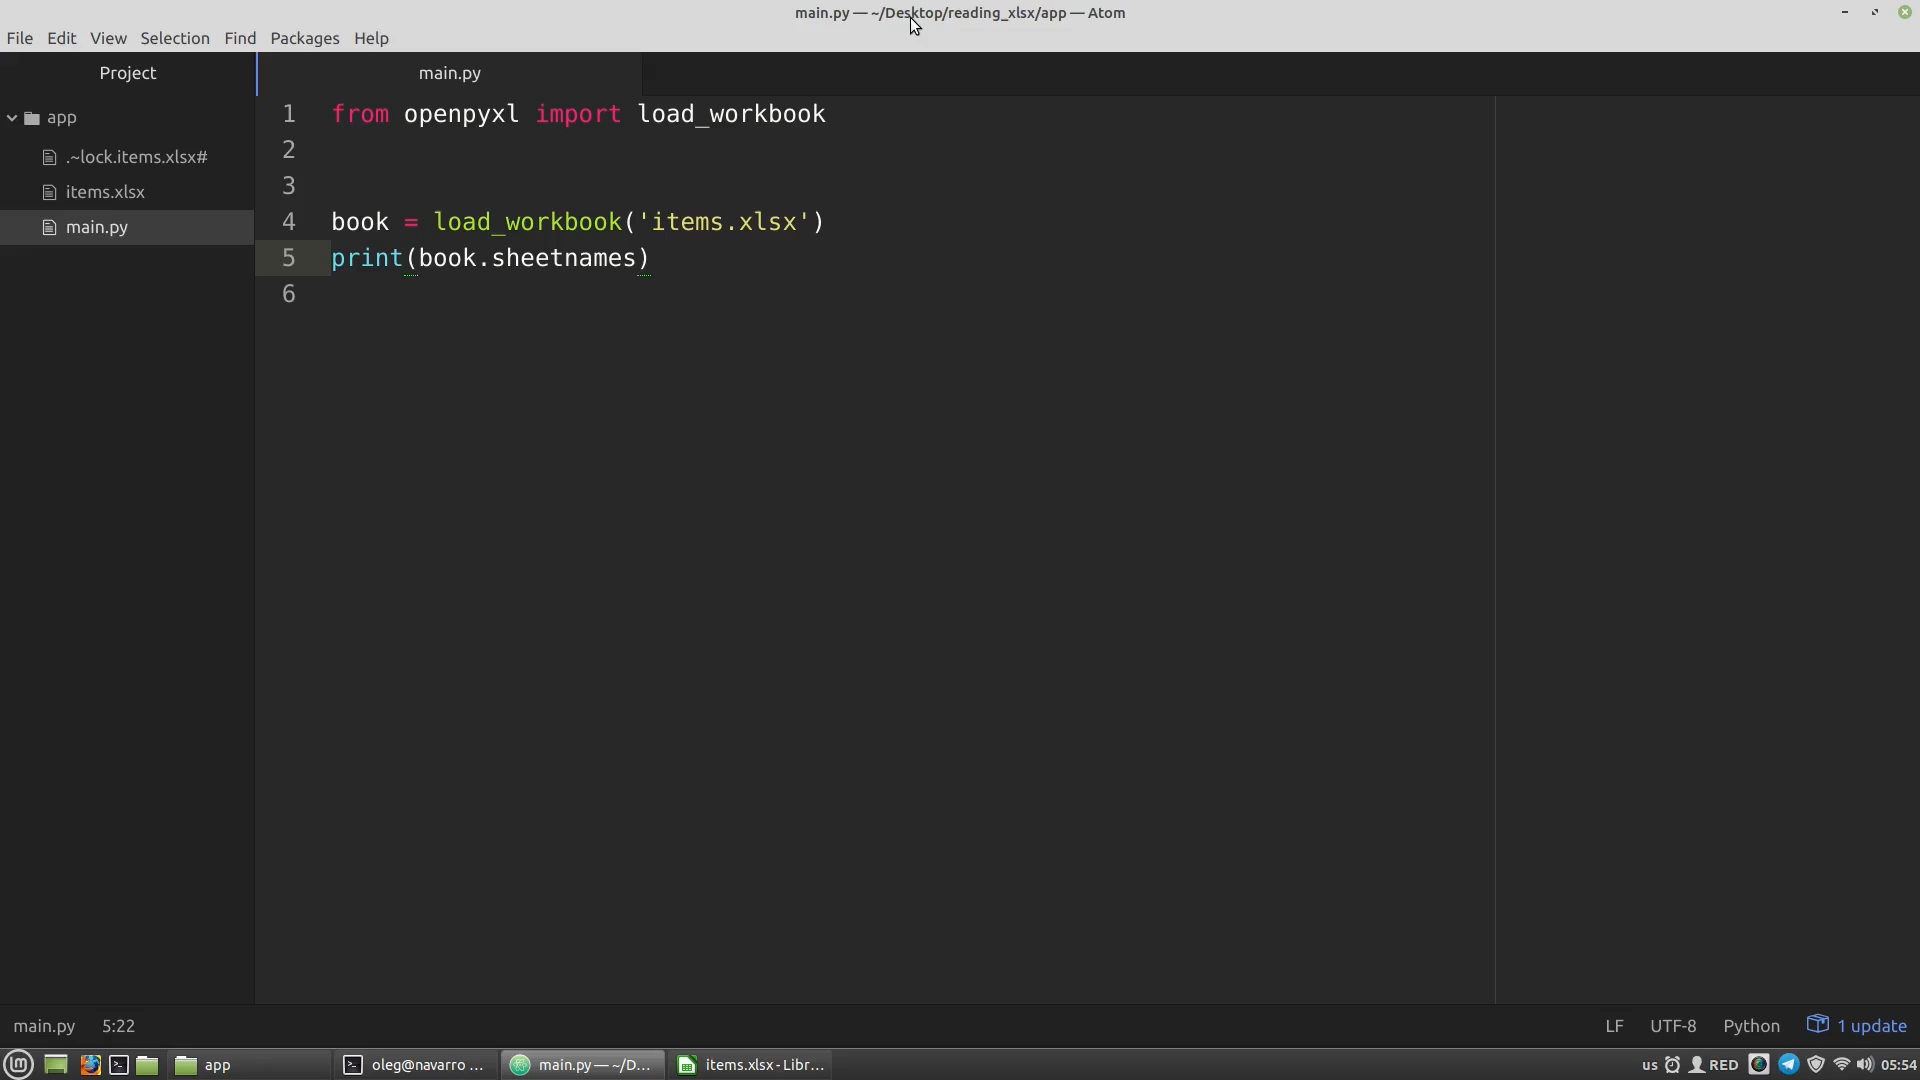 main.py — ~/Desktop/reading_xlsx/app — Atom
File Edit View Selection Find Packages Help
Project
main.py
app
.~lock.items.xlsx#
items.xlsx
main.py
1 from openpyxl import load_workbook
2
3
4 book = load_workbook('items.xlsx')
5 print(book.sheetnames)
6
main.py 5:22
LF UTF-8 Python 1 update
app
oleg@navarro ...
main.py — ~/D...
items.xlsx - Libr...
us RED 05:54